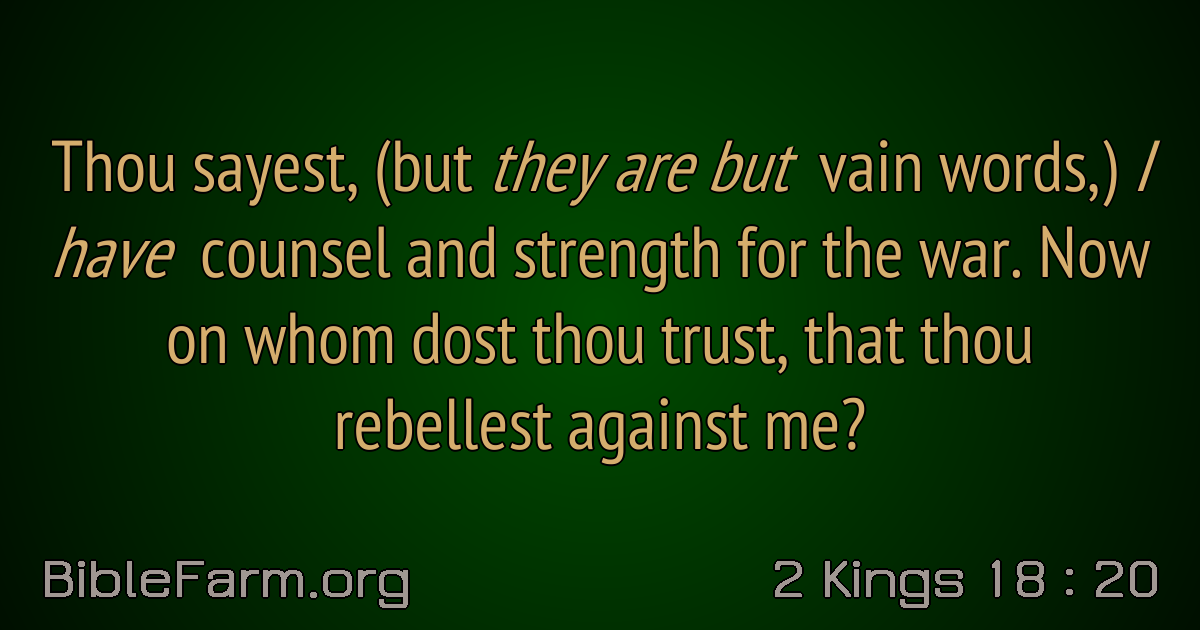 Thou sayest, (but they are but vain words,) I
have counsel and strength for the war. Now
on whom dost thou trust, that thou
rebellest against me?
BibleFarm.org
2 Kings 18 : 20